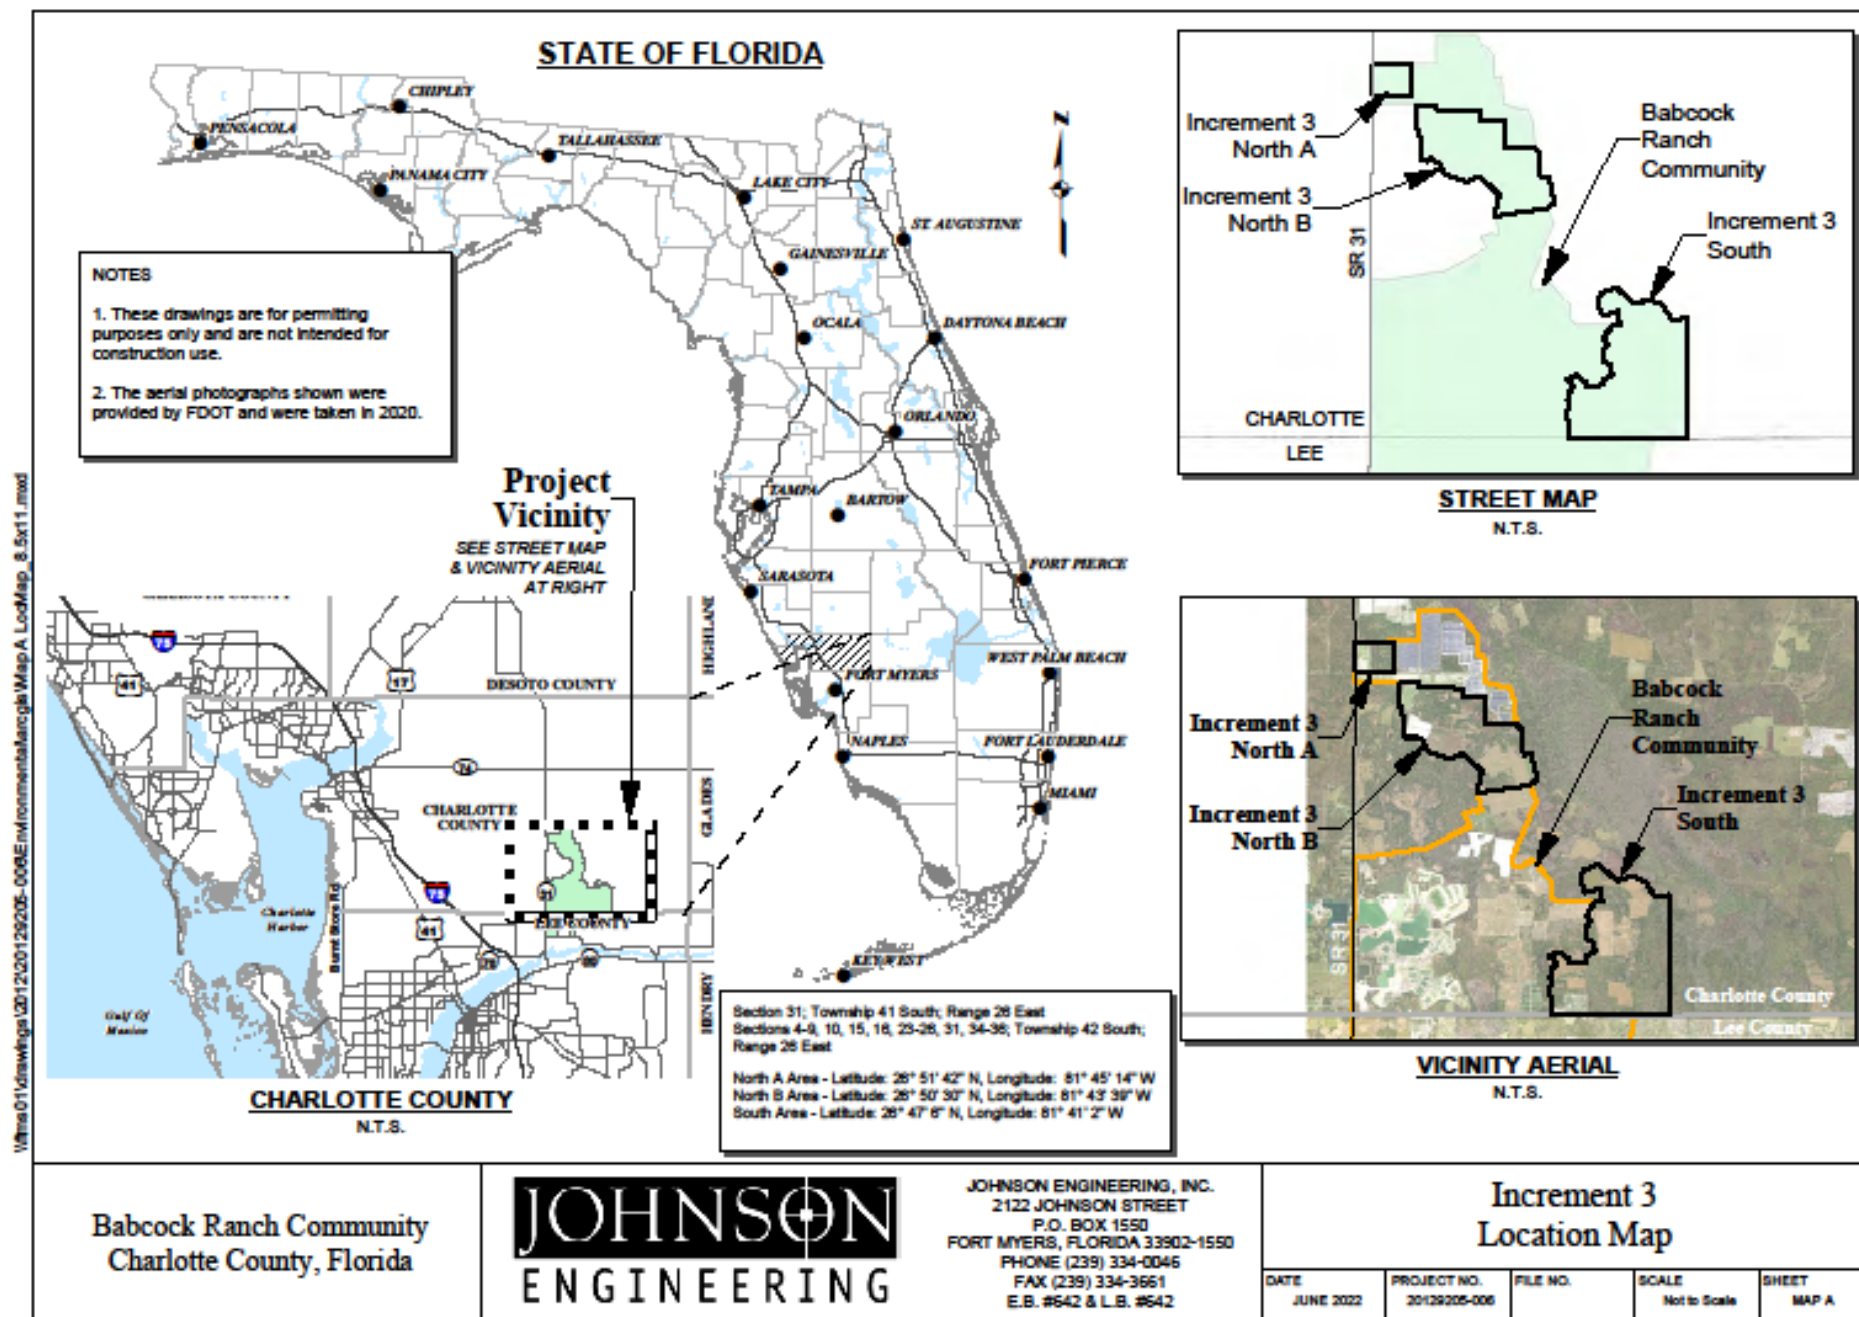 STATE OF FLORIDA
CHIPLEY
PENSACOLA
TALLAHASSEE
PANAMA CITY
LAKE CITY
ST AUGUSTINE
GAINESVILLE
OCALA
DAYTONA BEACH
ORLANDO
TAMPA
BARTOW
FORT PIERCE
SARASOTA
WEST PALM BEACH
FORT MYERS
NAPLES
FORT LAUDERDALE
MIAMI
KEY WEST
N
NOTES
1. These drawings are for permitting
purposes only and are not intended for
construction use.
2. The aerial photographs shown were
provided by FDOT and were taken in 2020.
Project
Vicinity
SEE STREET MAP
& VICINITY AERIAL
AT RIGHT
75
41
17
DESOTO COUNTY
HIGHLAND
74
CHARLOTTE
COUNTY
GLADES
31
75
41
LEE COUNTY
78
80
Charlotte
Harbor
Burnt Store Rd
Gulf Of
Mexico
HENDRY
CHARLOTTE COUNTY
N.T.S.
Section 31; Township 41 South; Range 26 East
Sections 4-9, 10, 15, 16, 23-26, 31, 34-36; Township 42 South;
Range 26 East
North A Area - Latitude: 26° 51' 42" N, Longitude: 81° 45' 14" W
North B Area - Latitude: 26° 50' 30" N, Longitude: 81° 43' 39" W
South Area - Latitude: 26° 47' 6" N, Longitude: 81° 41' 2" W
Increment 3
North A
Increment 3
North B
Babcock
Ranch
Community
Increment 3
South
SR 31
CHARLOTTE
LEE
STREET MAP
N.T.S.
Increment 3
North A
Increment 3
North B
Babcock
Ranch
Community
Increment 3
South
SR 31
Charlotte County
Lee County
VICINITY AERIAL
N.T.S.
Babcock Ranch Community
Charlotte County, Florida
JOHNSON
ENGINEERING
JOHNSON ENGINEERING, INC.
2122 JOHNSON STREET
P.O. BOX 1550
FORT MYERS, FLORIDA 33902-1550
PHONE (239) 334-0046
FAX (239) 334-3661
E.B. #642 & L.B. #642
Increment 3
Location Map
DATE
JUNE 2022
PROJECT NO.
20129205-006
FILE NO.
SCALE
Not to Scale
SHEET
MAP A